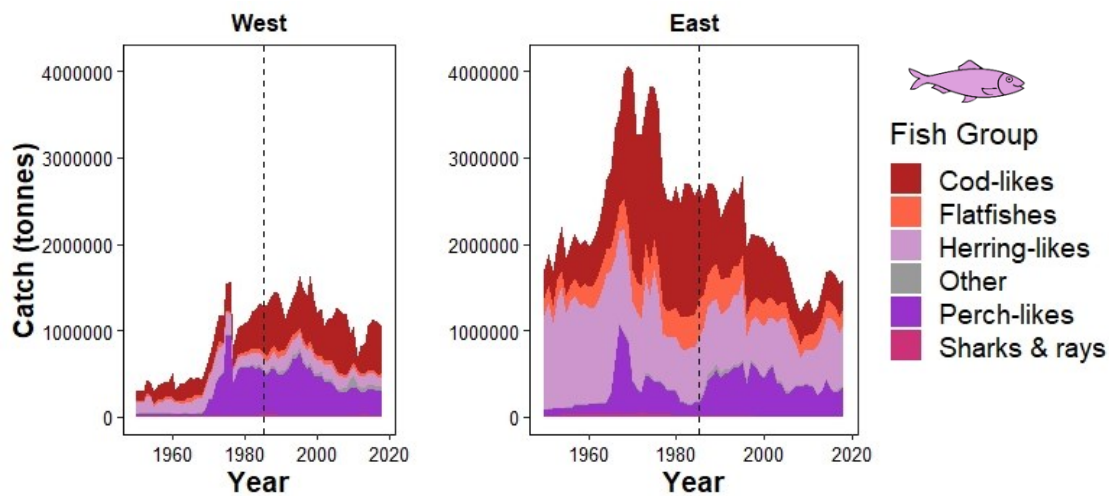 West
East
Catch (tonnes)
4000000
3000000
2000000
1000000
0
1960
1980
2000
2020
Year
4000000
3000000
2000000
1000000
0
1960
1980
2000
2020
Year
Fish Group
Cod-likes
Flatfishes
Herring-likes
Other
Perch-likes
Sharks & rays